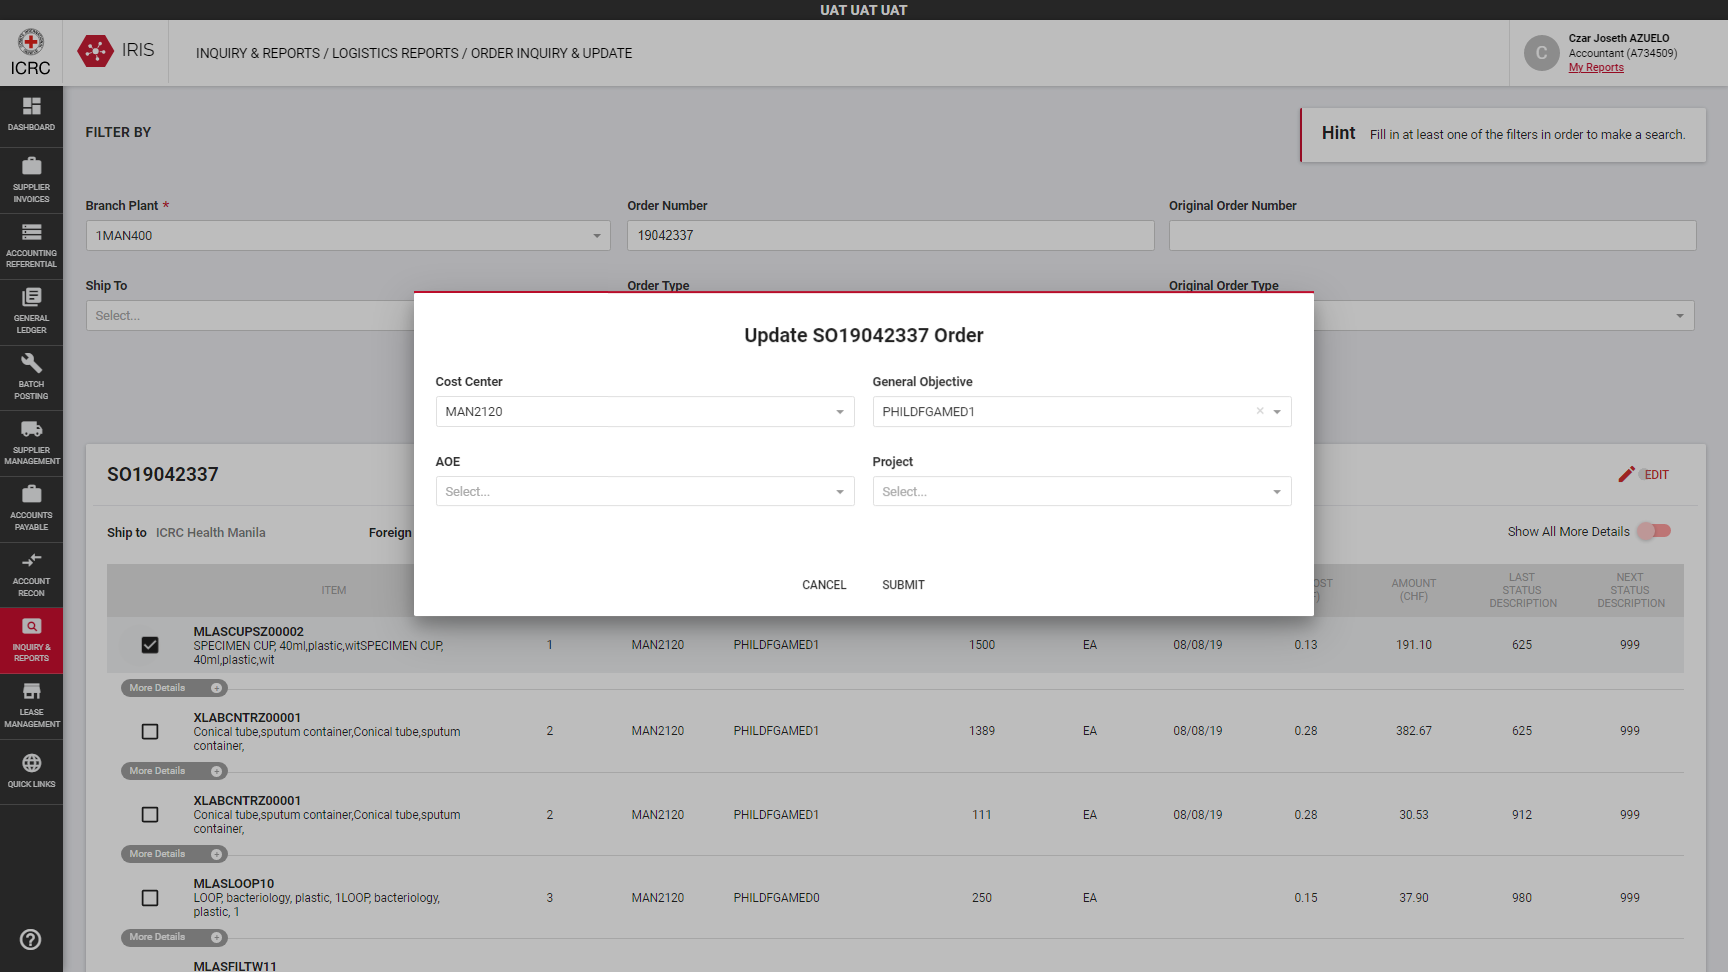 UAT UAT UAT
ICRC
IRIS
INQUIRY & REPORTS / LOGISTICS REPORTS / ORDER INQUIRY & UPDATE
C
Czar Joseth AZUELO
Accountant (A734509)
My Reports
DASHBOARD
SUPPLIER
INVOICES
ACCOUNTING
REFERENTIAL
GENERAL
LEDGER
BATCH
POSTING
SUPPLIER
MANAGEMENT
ACCOUNTS
PAYABLE
ACCOUNT
RECON
INQUIRY &
REPORTS
LEASE
MANAGEMENT
QUICK LINKS
FILTER BY
Hint Fill in at least one of the filters in order to make a search.
Branch Plant * Order Number Original Order Number
1MAN400 19042337
Ship To Order Type Original Order Type
Select...
Update SO19042337 Order
Cost Center General Objective
MAN2120 PHILDFGAMED1
AOE Project
Select... Select...
CANCEL SUBMIT
SO19042337 EDIT
Ship to ICRC Health Manila Foreign Show All More Details
ITEM AMOUNT (CHF) LAST STATUS DESCRIPTION NEXT STATUS DESCRIPTION
MLASCUPSZ00002
SPECIMEN CUP, 40ml,plastic,witSPECIMEN CUP, 1 MAN2120 PHILDFGAMED1 1500 EA 08/08/19 0.13 191.10 625 999
40ml,plastic,wit
More Details
XLABCNTRZ00001
Conical tube,sputum container,Conical tube,sputum 2 MAN2120 PHILDFGAMED1 1389 EA 08/08/19 0.28 382.67 625 999
container,
More Details
XLABCNTRZ00001
Conical tube,sputum container,Conical tube,sputum 2 MAN2120 PHILDFGAMED1 111 EA 08/08/19 0.28 30.53 912 999
container,
More Details
MLASLOOP10
LOOP, bacteriology, plastic, 1LOOP, bacteriology, 3 MAN2120 PHILDFGAMED0 250 EA 0.15 37.90 980 999
plastic, 1
More Details
MLASFILTW11